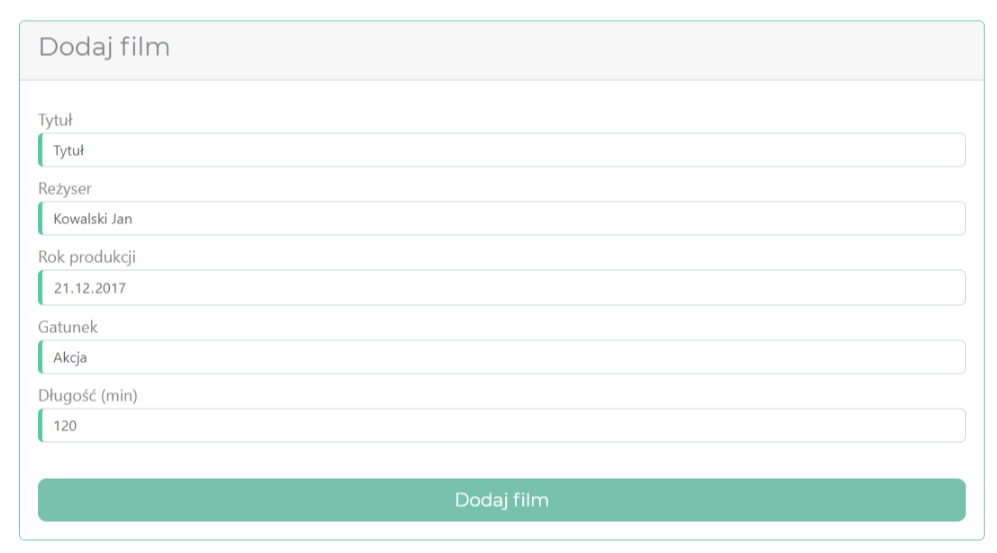 Dodaj film
Tytuł
Tytuł
Reżyser
Kowalski Jan
Rok produkcji
21.12.2017
Gatunek
Akcja
Długość (min)
120
Dodaj film